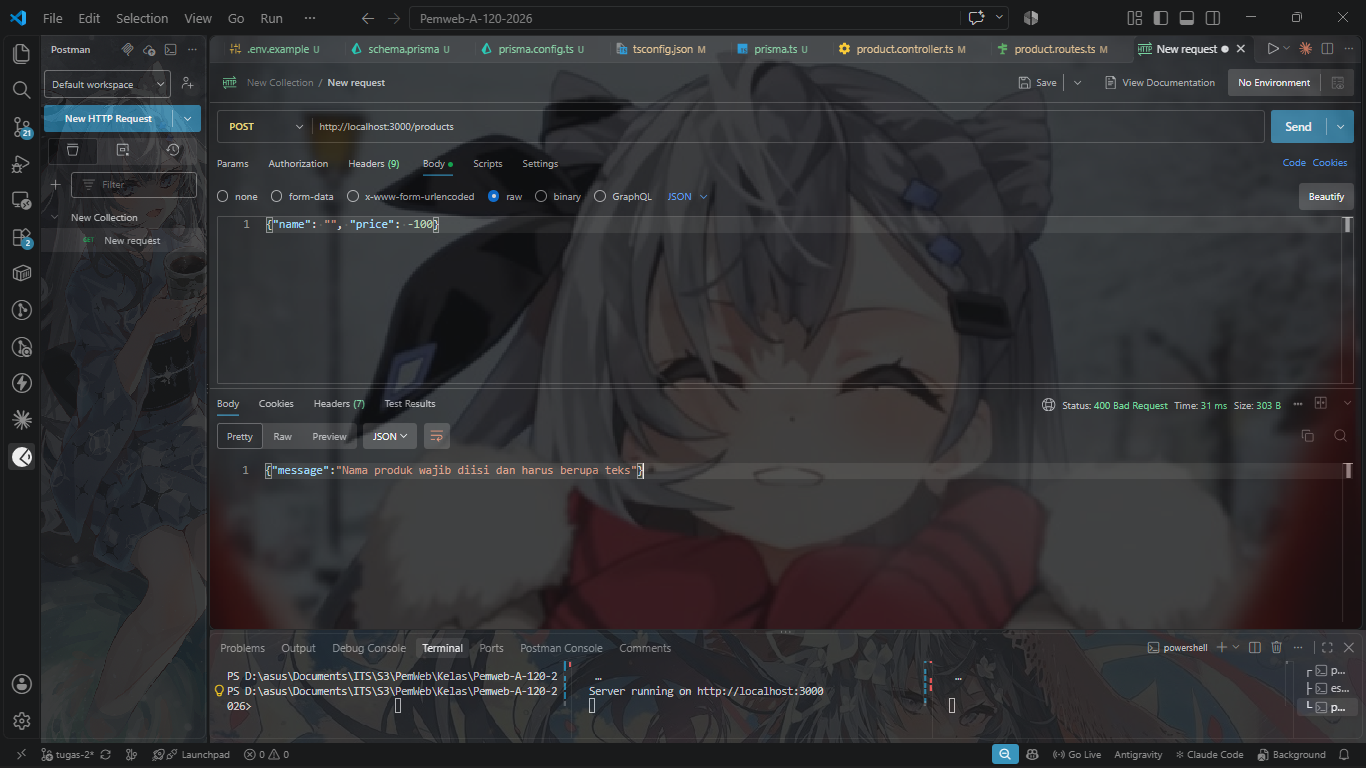 File Edit Selection View Go Run ··· Pemweb-A-120-2026
Postman
.env.example U schema.prisma U prisma.config.ts U tsconfig.json M prisma.ts U product.controller.ts M product.routes.ts M HTTP New request
Default workspace
HTTP New Collection / New request Save View Documentation No Environment
New HTTP Request
POST http://localhost:3000/products Send
Params Authorization Headers (9) Body Scripts Settings Code Cookies
Filter
none form-data x-www-form-urlencoded raw binary GraphQL JSON Beautify
New Collection
GET New request
1 {"name": "", "price": -100}
21
2
Body Cookies Headers (7) Test Results Status: 400 Bad Request Time: 31 ms Size: 303 B
Pretty Raw Preview JSON
1 {"message":"Nama produk wajib diisi dan harus berupa teks"}
Problems Output Debug Console Terminal Ports Postman Console Comments powershell
PS D:\asus\Documents\ITS\S3\PemWeb\Kelas\Pemweb-A-120-2 … …
PS D:\asus\Documents\ITS\S3\PemWeb\Kelas\Pemweb-A-120-2 Server running on http://localhost:3000
026>
p...
es...
p...
tugas-2* Launchpad 0 0 Go Live Antigravity Claude Code Background